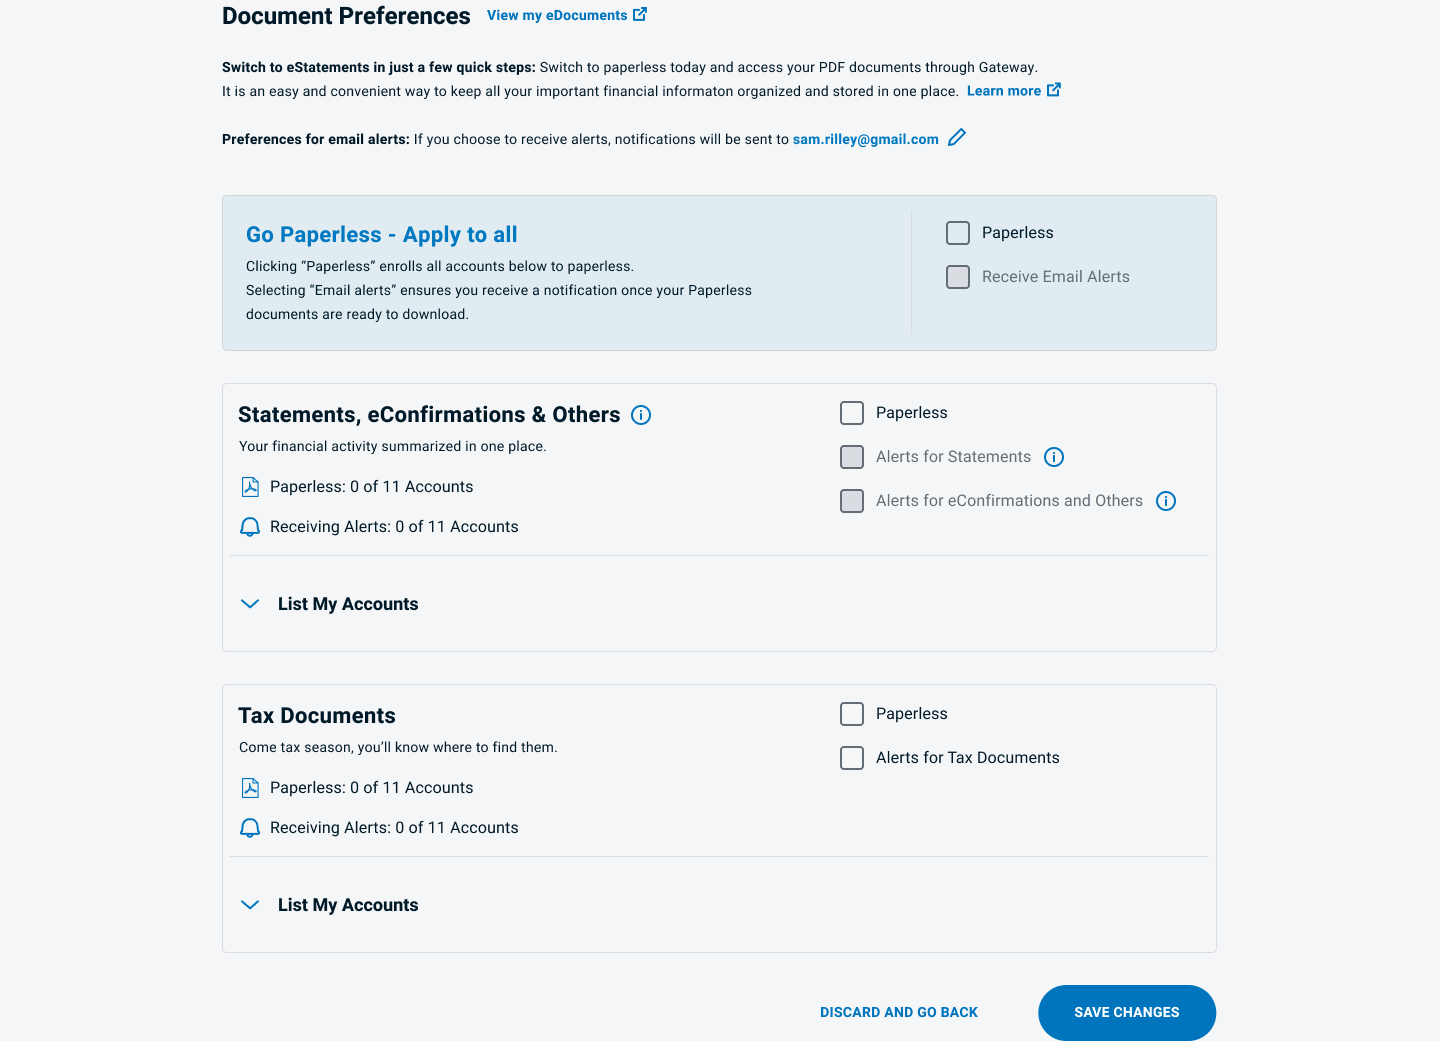 Document Preferences View my eDocuments
Switch to eStatements in just a few quick steps: Switch to paperless today and access your PDF documents through Gateway.
It is an easy and convenient way to keep all your important financial informaton organized and stored in one place. Learn more
Preferences for email alerts: If you choose to receive alerts, notifications will be sent to sam.rilley@gmail.com
Go Paperless - Apply to all
Clicking “Paperless” enrolls all accounts below to paperless.
Selecting “Email alerts” ensures you receive a notification once your Paperless
documents are ready to download.
Paperless
Receive Email Alerts
Statements, eConfirmations & Others
Your financial activity summarized in one place.
Paperless: 0 of 11 Accounts
Receiving Alerts: 0 of 11 Accounts
Paperless
Alerts for Statements
Alerts for eConfirmations and Others
List My Accounts
Tax Documents
Come tax season, you’ll know where to find them.
Paperless: 0 of 11 Accounts
Receiving Alerts: 0 of 11 Accounts
Paperless
Alerts for Tax Documents
List My Accounts
DISCARD AND GO BACK
SAVE CHANGES